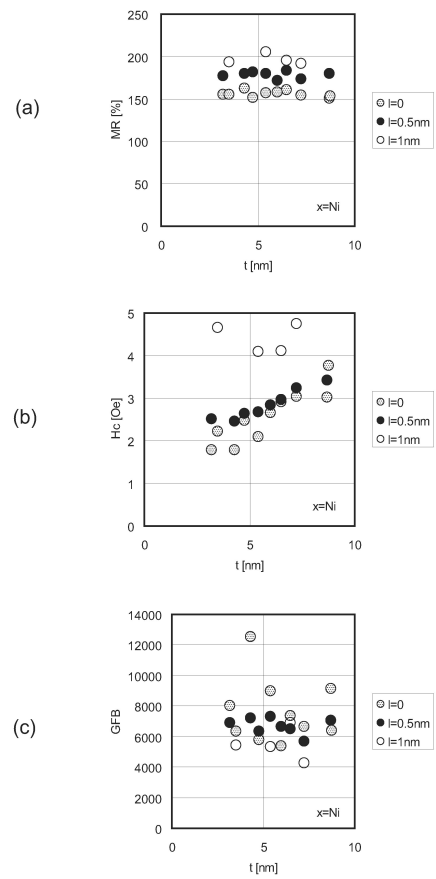 (a)
MR [%]
250
200
150
100
50
0
0
5
10
t [nm]
x=Ni
l=0
l=0.5nm
l=1nm
(b)
Hc [Oe]
5
4
3
2
1
0
0
5
10
t [nm]
x=Ni
l=0
l=0.5nm
l=1nm
(c)
GFB
14000
12000
10000
8000
6000
4000
2000
0
0
5
10
t [nm]
x=Ni
l=0
l=0.5nm
l=1nm